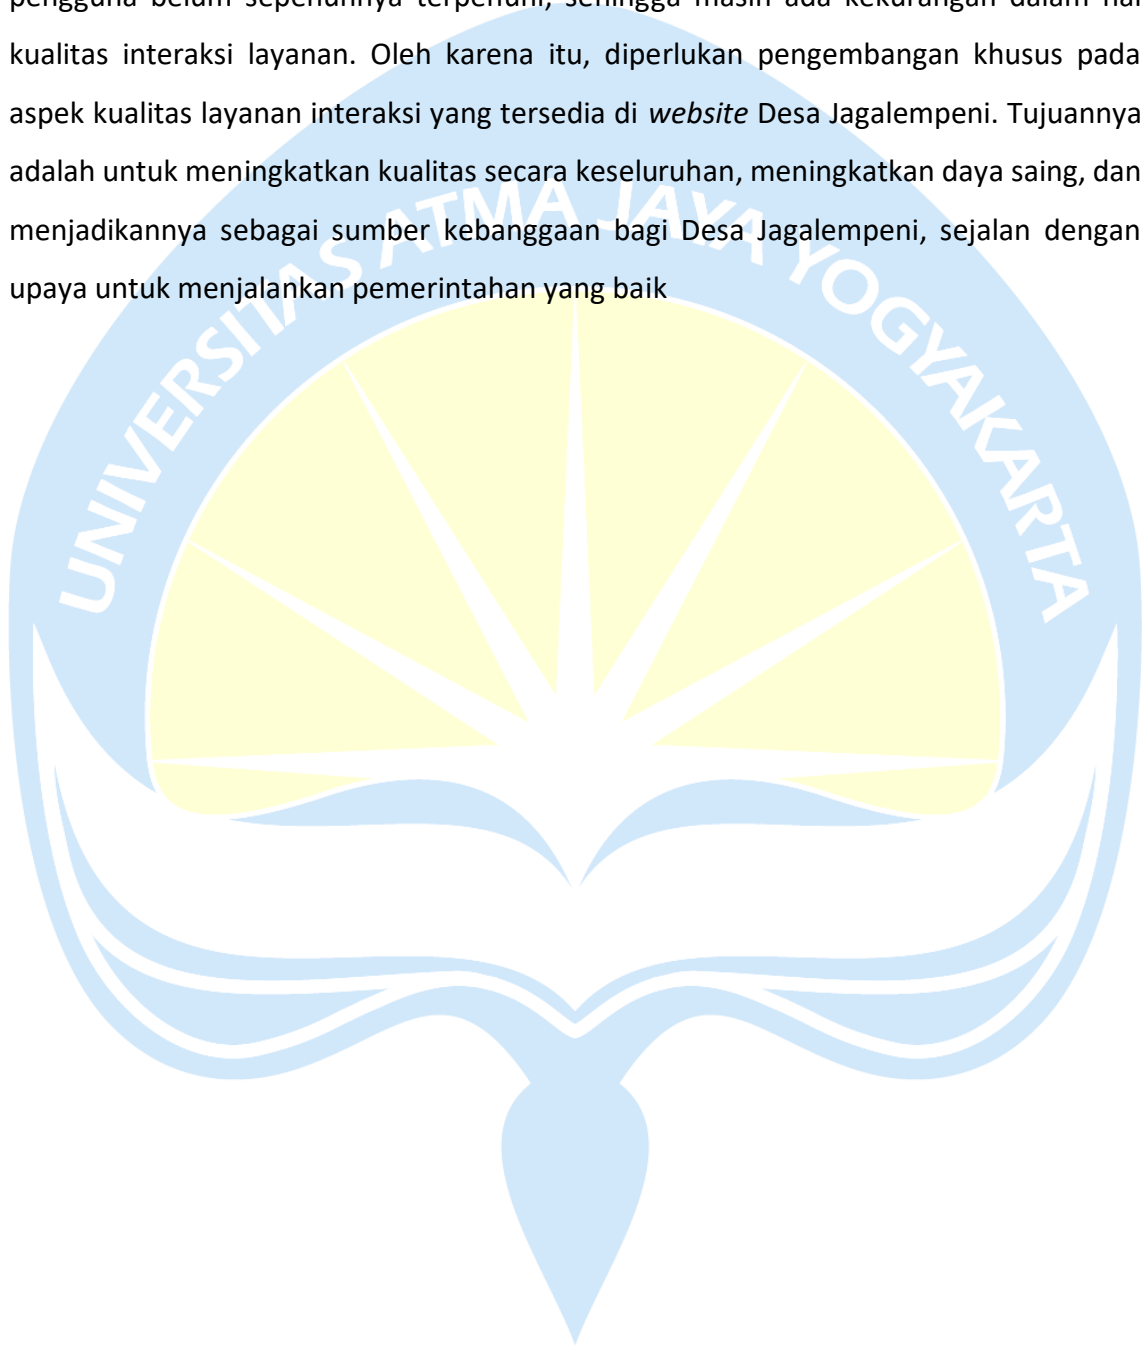 pengguna belum sepenuhnya terpenuhi, sehingga masih ada kekurangan dalam hal
kualitas interaksi layanan. Oleh karena itu, diperlukan pengembangan khusus pada
aspek kualitas layanan interaksi yang tersedia di website Desa Jagalempeni. Tujuannya
adalah untuk meningkatkan kualitas secara keseluruhan, meningkatkan daya saing, dan
menjadikannya sebagai sumber kebanggaan bagi Desa Jagalempeni, sejalan dengan
upaya untuk menjalankan pemerintahan yang baik
UNIVERSITAS ATMA JAYA YOGYAKARTA